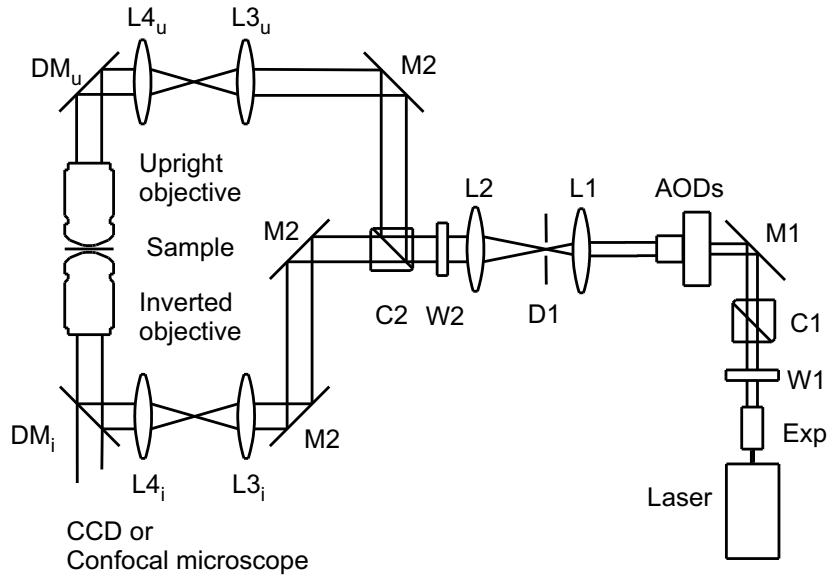 L4u
L3u
DMu
M2
Upright
objective
L2
L1
AODs
M2
M1
Sample
Inverted
objective
C2
W2
D1
C1
W1
DMi
M2
Exp
L4i
L3i
Laser
CCD or
Confocal microscope